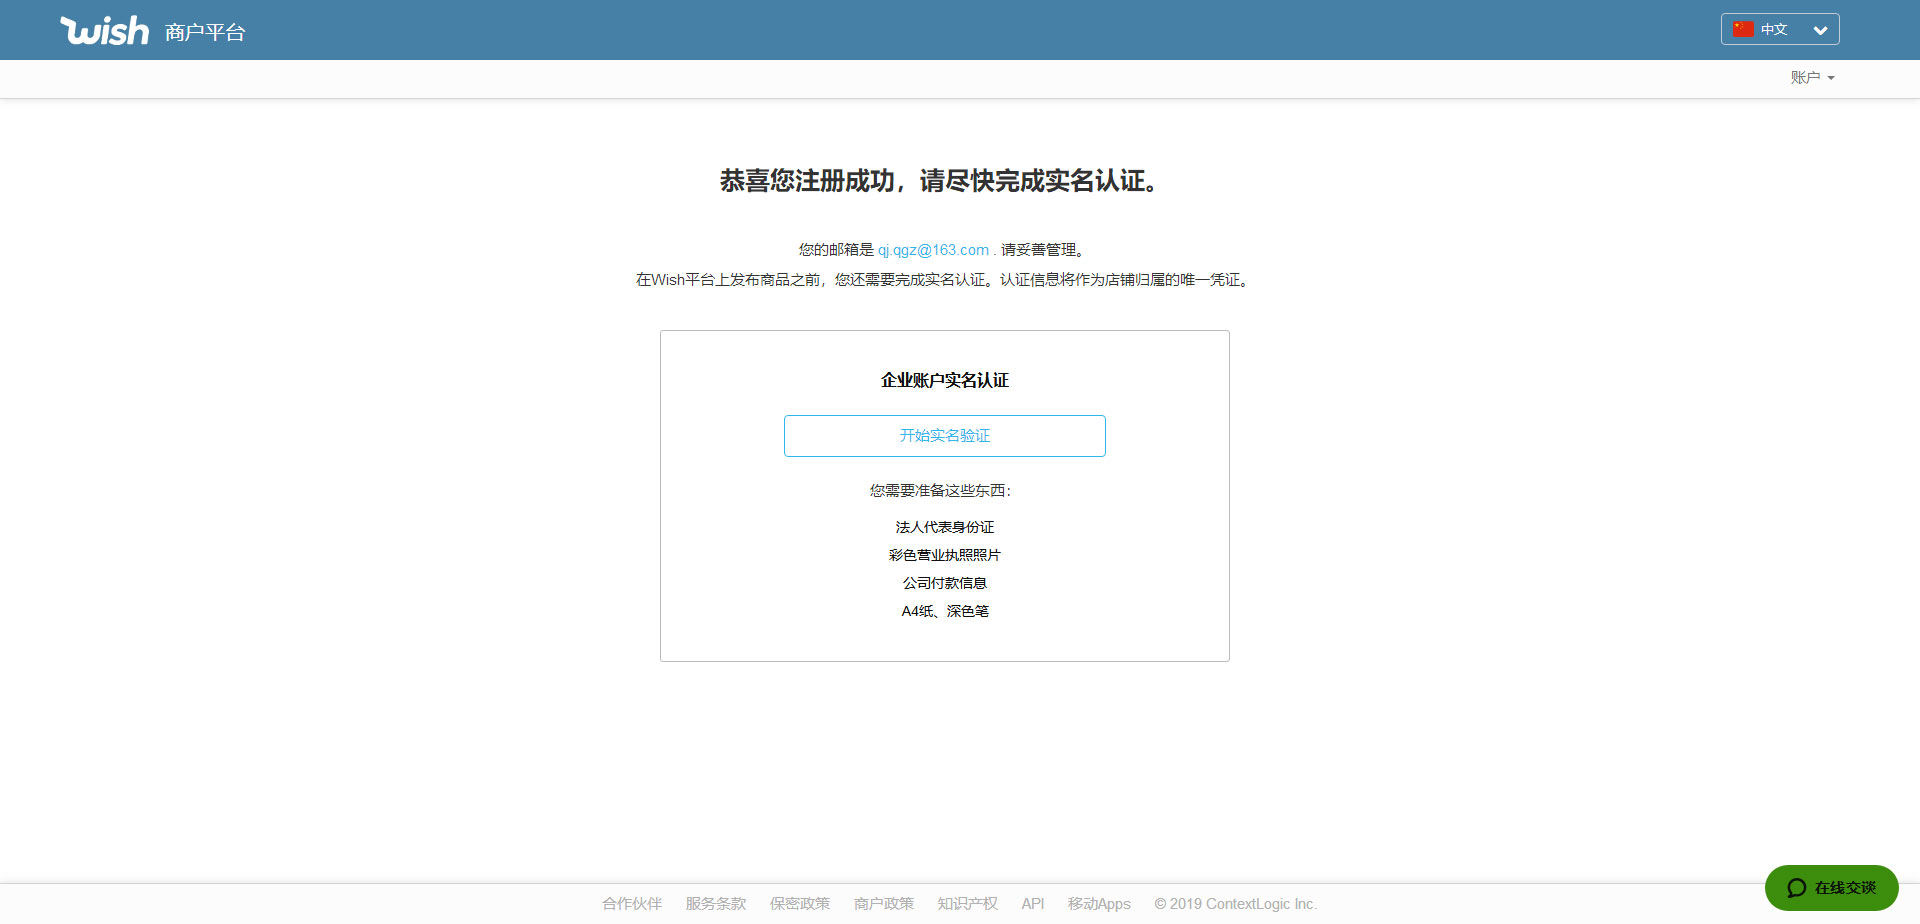 wish 商户平台
中文
账户
恭喜您注册成功，请尽快完成实名认证。
您的邮箱是 qj.qgz@163.com . 请妥善管理。
在Wish平台上发布商品之前，您还需要完成实名认证。认证信息将作为店铺归属的唯一凭证。
企业账户实名认证
开始实名验证
您需要准备这些东西：
法人代表身份证
彩色营业执照照片
公司付款信息
A4纸、深色笔
在线交谈
合作伙伴 服务条款 保密政策 商户政策 知识产权 API 移动Apps © 2019 ContextLogic Inc.